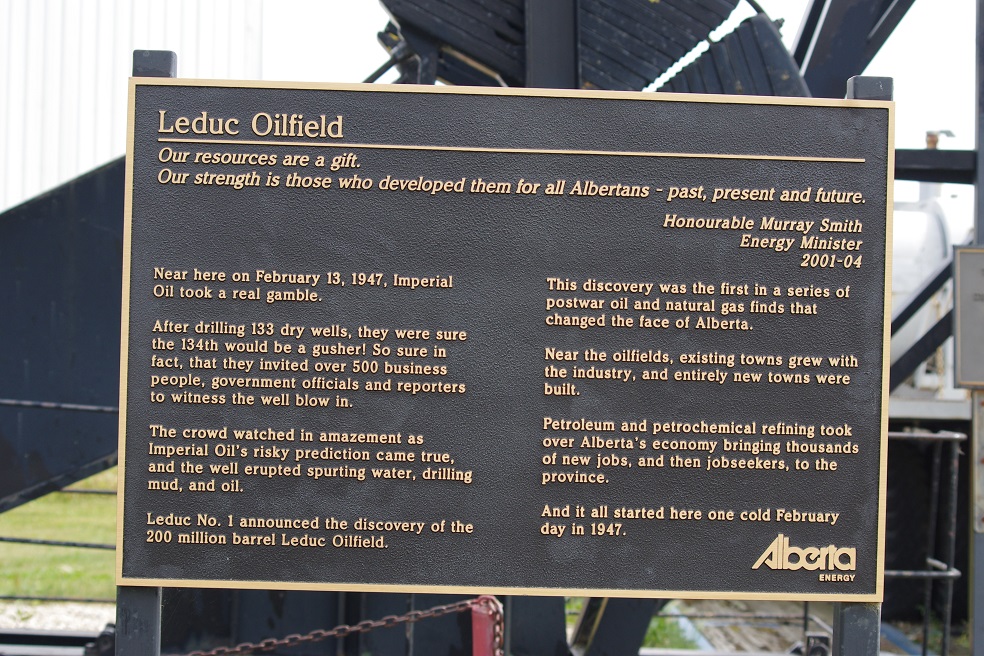 Leduc Oilfield
Our resources are a gift.
Our strength is those who developed them for all Albertans - past, present and future.
Honourable Murray Smith
Energy Minister
2001-04
Near here on February 13, 1947, Imperial
Oil took a real gamble.
After drilling 133 dry wells, they were sure
the 134th would be a gusher! So sure in
fact, that they invited over 500 business
people, government officials and reporters
to witness the well blow in.
The crowd watched in amazement as
Imperial Oil's risky prediction came true,
and the well erupted spurting water, drilling
mud, and oil.
Leduc No. 1 announced the discovery of the
200 million barrel Leduc Oilfield.
This discovery was the first in a series of
postwar oil and natural gas finds that
changed the face of Alberta.
Near the oilfields, existing towns grew with
the industry, and entirely new towns were
built.
Petroleum and petrochemical refining took
over Alberta's economy bringing thousands
of new jobs, and then jobseekers, to the
province.
And it all started here one cold February
day in 1947.
Alberta
ENERGY